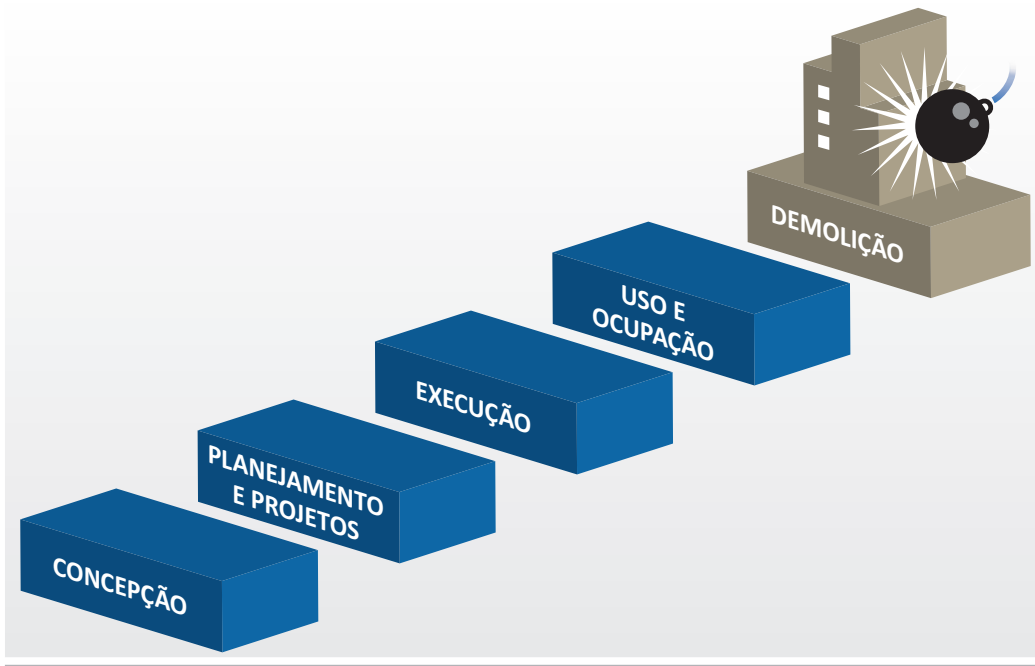 CONCEPÇÃO
PLANEJAMENTO
E PROJETOS
EXECUÇÃO
USO E
OCUPAÇÃO
DEMOLIÇÃO